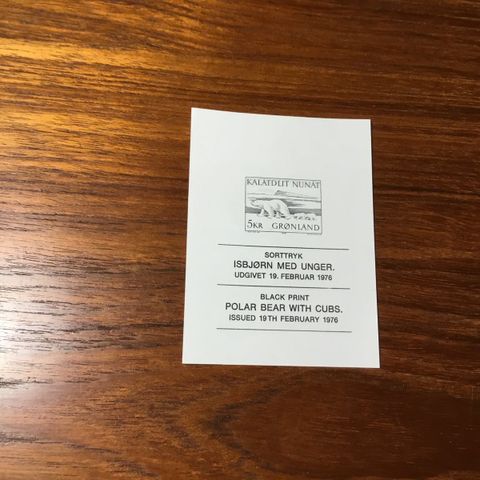 KALÂTDLIT NUNÂT
5KR GRØNLAND
SORTTRYK
ISBJØRN MED UNGER.
UDGIVET 19. FEBRUAR 1976
BLACK PRINT
POLAR BEAR WITH CUBS.
ISSUED 19TH FEBRUARY 1976